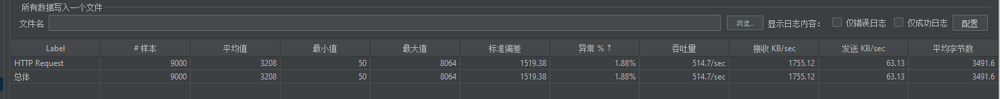 所有数据写入一个文件
文件名 浏览... 显示日志内容： 仅错误日志 仅成功日志 配置
Label # 样本 平均值 最小值 最大值 标准偏差 异常 % ↑ 吞吐量 接收 KB/sec 发送 KB/sec 平均字节数
HTTP Request 9000 3208 50 8064 1519.38 1.88% 514.7/sec 1755.12 63.13 3491.6
总体 9000 3208 50 8064 1519.38 1.88% 514.7/sec 1755.12 63.13 3491.6